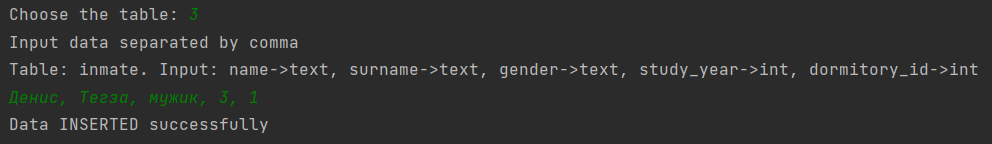 Choose the table: 3
Input data separated by comma
Table: inmate. Input: name->text, surname->text, gender->text, study_year->int, dormitory_id->int
Денис, Тегза, мужик, 3, 1
Data INSERTED successfully